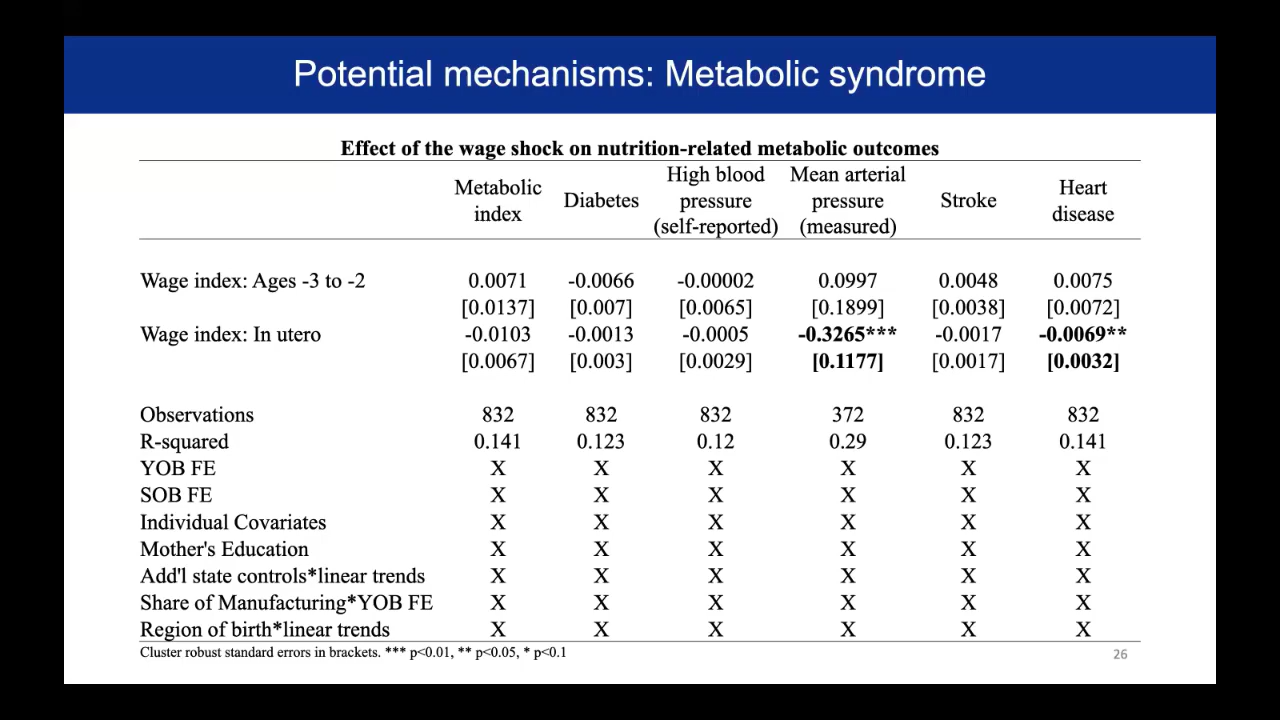 Potential mechanisms: Metabolic syndrome
Effect of the wage shock on nutrition-related metabolic outcomes
Metabolic index Diabetes High blood pressure (self-reported) Mean arterial pressure (measured) Stroke Heart disease
Wage index: Ages -3 to -2 0.0071 -0.0066 -0.00002 0.0997 0.0048 0.0075
[0.0137] [0.007] [0.0065] [0.1899] [0.0038] [0.0072]
Wage index: In utero -0.0103 -0.0013 -0.0005 -0.3265*** -0.0017 -0.0069**
[0.0067] [0.003] [0.0029] [0.1177] [0.0017] [0.0032]
Observations 832 832 832 372 832 832
R-squared 0.141 0.123 0.12 0.29 0.123 0.141
YOB FE X X X X X X
SOB FE X X X X X X
Individual Covariates X X X X X X
Mother's Education X X X X X X
Add'l state controls*linear trends X X X X X X
Share of Manufacturing*YOB FE X X X X X X
Region of birth*linear trends X X X X X X
Cluster robust standard errors in brackets. *** p<0.01, ** p<0.05, * p<0.1
26